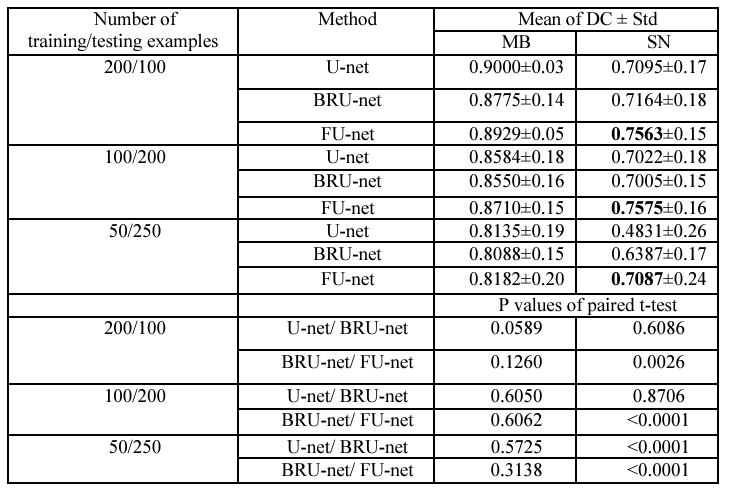 Number of Method Mean of DC ± Std
training/testing examples MB SN
200/100 U-net 0.9000±0.03 0.7095±0.17
BRU-net 0.8775±0.14 0.7164±0.18
FU-net 0.8929±0.05 0.7563±0.15
100/200 U-net 0.8584±0.18 0.7022±0.18
BRU-net 0.8550±0.16 0.7005±0.15
FU-net 0.8710±0.15 0.7575±0.16
50/250 U-net 0.8135±0.19 0.4831±0.26
BRU-net 0.8088±0.15 0.6387±0.17
FU-net 0.8182±0.20 0.7087±0.24
P values of paired t-test
200/100 U-net/ BRU-net 0.0589 0.6086
BRU-net/ FU-net 0.1260 0.0026
100/200 U-net/ BRU-net 0.6050 0.8706
BRU-net/ FU-net 0.6062 <0.0001
50/250 U-net/ BRU-net 0.5725 <0.0001
BRU-net/ FU-net 0.3138 <0.0001